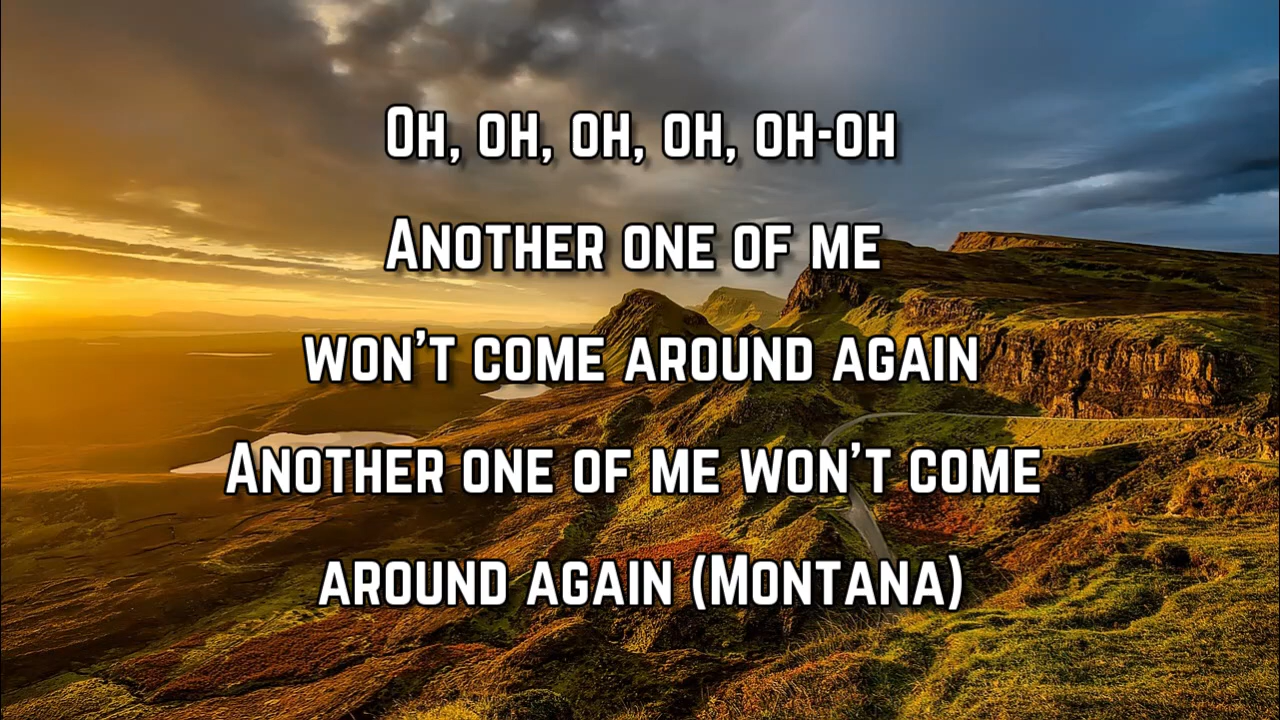 Oh, oh, oh, oh, oh-oh
Another one of me
won't come around again
Another one of me won't come
around again (Montana)